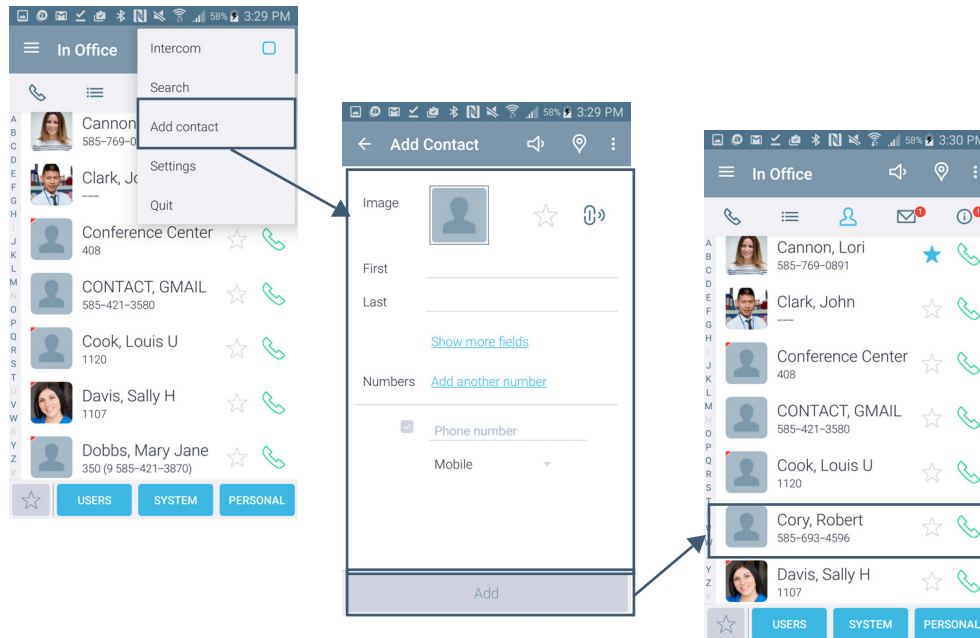 58% 3:29 PM
In Office
Intercom
Search
Add contact
Settings
Quit
A
B
C
D
E
F
G
H
I
J
K
L
M
N
O
P
Q
R
S
T
U
V
W
X
Y
Z
#
Cannon
585-769-0
Clark, Jo
---
Conference Center
408
CONTACT, GMAIL
585-421-3580
Cook, Louis U
1120
Davis, Sally H
1107
Dobbs, Mary Jane
350 (9 585-421-3870)
USERS SYSTEM PERSONAL
58% 3:29 PM
Add Contact
Image
First
Last
Show more fields
Numbers Add another number
Phone number
Mobile
Add
58% 3:30 PM
In Office
1
A
B
C
D
E
F
G
H
I
J
K
L
M
N
O
P
Q
R
S
T
V
W
Y
Z
#
Cannon, Lori
585-769-0891
Clark, John
---
Conference Center
408
CONTACT, GMAIL
585-421-3580
Cook, Louis U
1120
Cory, Robert
585-693-4596
Davis, Sally H
1107
USERS SYSTEM PERSONAL